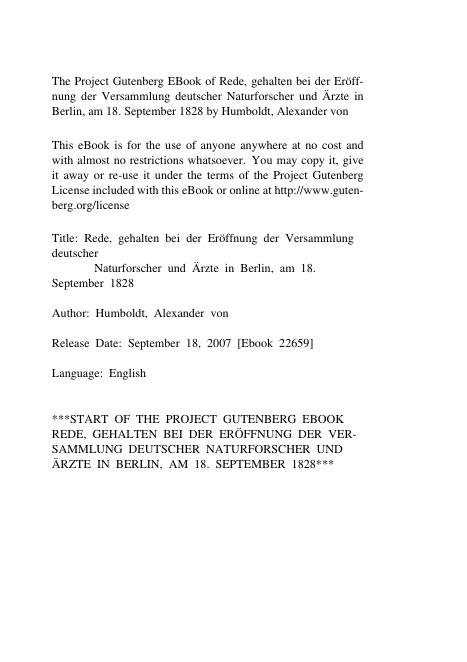 The Project Gutenberg EBook of Rede, gehalten bei der Eröff-
nung der Versammlung deutscher Naturforscher und Ärzte in
Berlin, am 18. September 1828 by Humboldt, Alexander von
This eBook is for the use of anyone anywhere at no cost and
with almost no restrictions whatsoever. You may copy it, give
it away or re-use it under the terms of the Project Gutenberg
License included with this eBook or online at http://www.guten-
berg.org/license
Title: Rede, gehalten bei der Eröffnung der Versammlung
deutscher
Naturforscher und Ärzte in Berlin, am 18.
September 1828
Author: Humboldt, Alexander von
Release Date: September 18, 2007 [Ebook 22659]
Language: English
***START OF THE PROJECT GUTENBERG EBOOK
REDE, GEHALTEN BEI DER ERÖFFNUNG DER VER-
SAMMLUNG DEUTSCHER NATURFORSCHER UND
ÄRZTE IN BERLIN, AM 18. SEPTEMBER 1828***